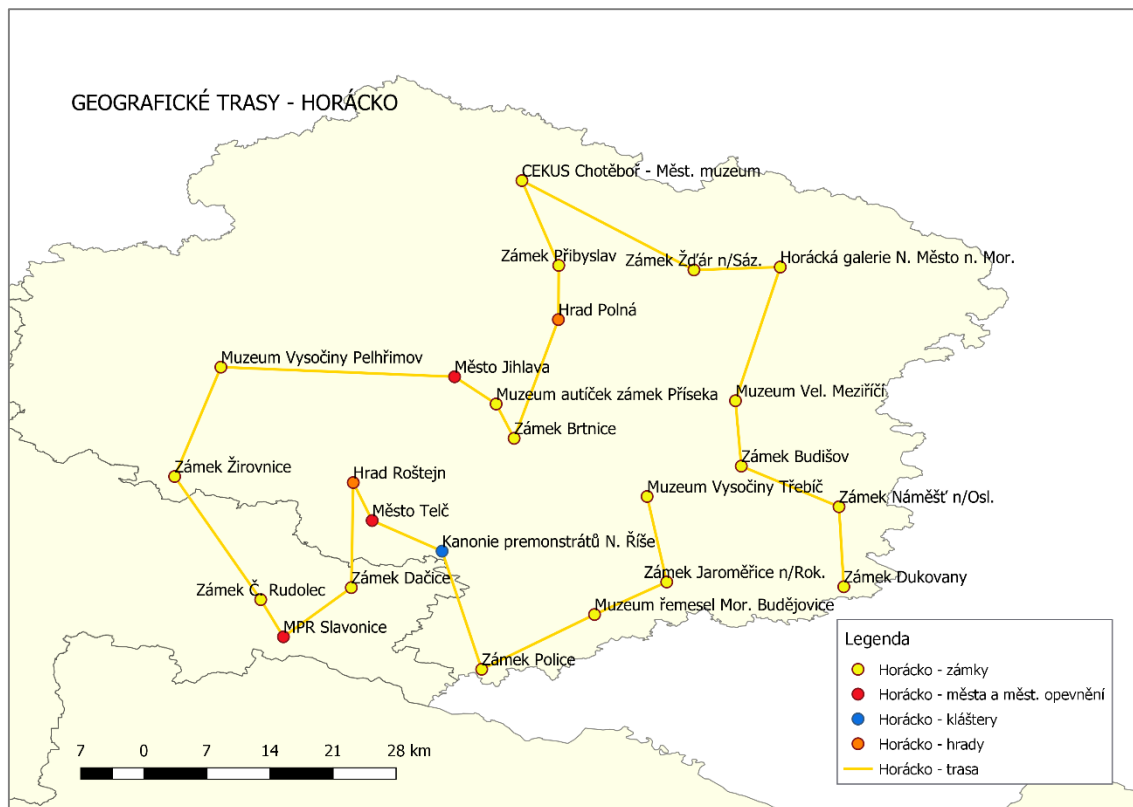 GEOGRAFICKÉ TRASY - HORÁCKO
CEKUS Chotěboř - Měst. muzeum
Zámek Přibyslav
Zámek Žďár n/Sáz.
Horácká galerie N. Město n. Mor.
Hrad Polná
Muzeum Vysočiny Pelhřimov
Město Jihlava
Muzeum autíček zámek Příseka
Muzeum Vel. Meziříčí
Zámek Brtnice
Zámek Budišov
Zámek Žirovnice
Hrad Roštejn
Muzeum Vysočiny Třebíč
Zámek Náměšť n/Osl.
Město Telč
Kanonie premonstrátů N. Říše
Zámek Č. Rudolec
Zámek Dačice
Zámek Jaroměřice n/Rok.
Zámek Dukovany
Muzeum řemesel Mor. Budějovice
MPR Slavonice
Zámek Police
Legenda
Horácko - zámky
Horácko - města a měst. opevnění
Horácko - kláštery
Horácko - hrady
Horácko - trasa
7 0 7 14 21 28 km